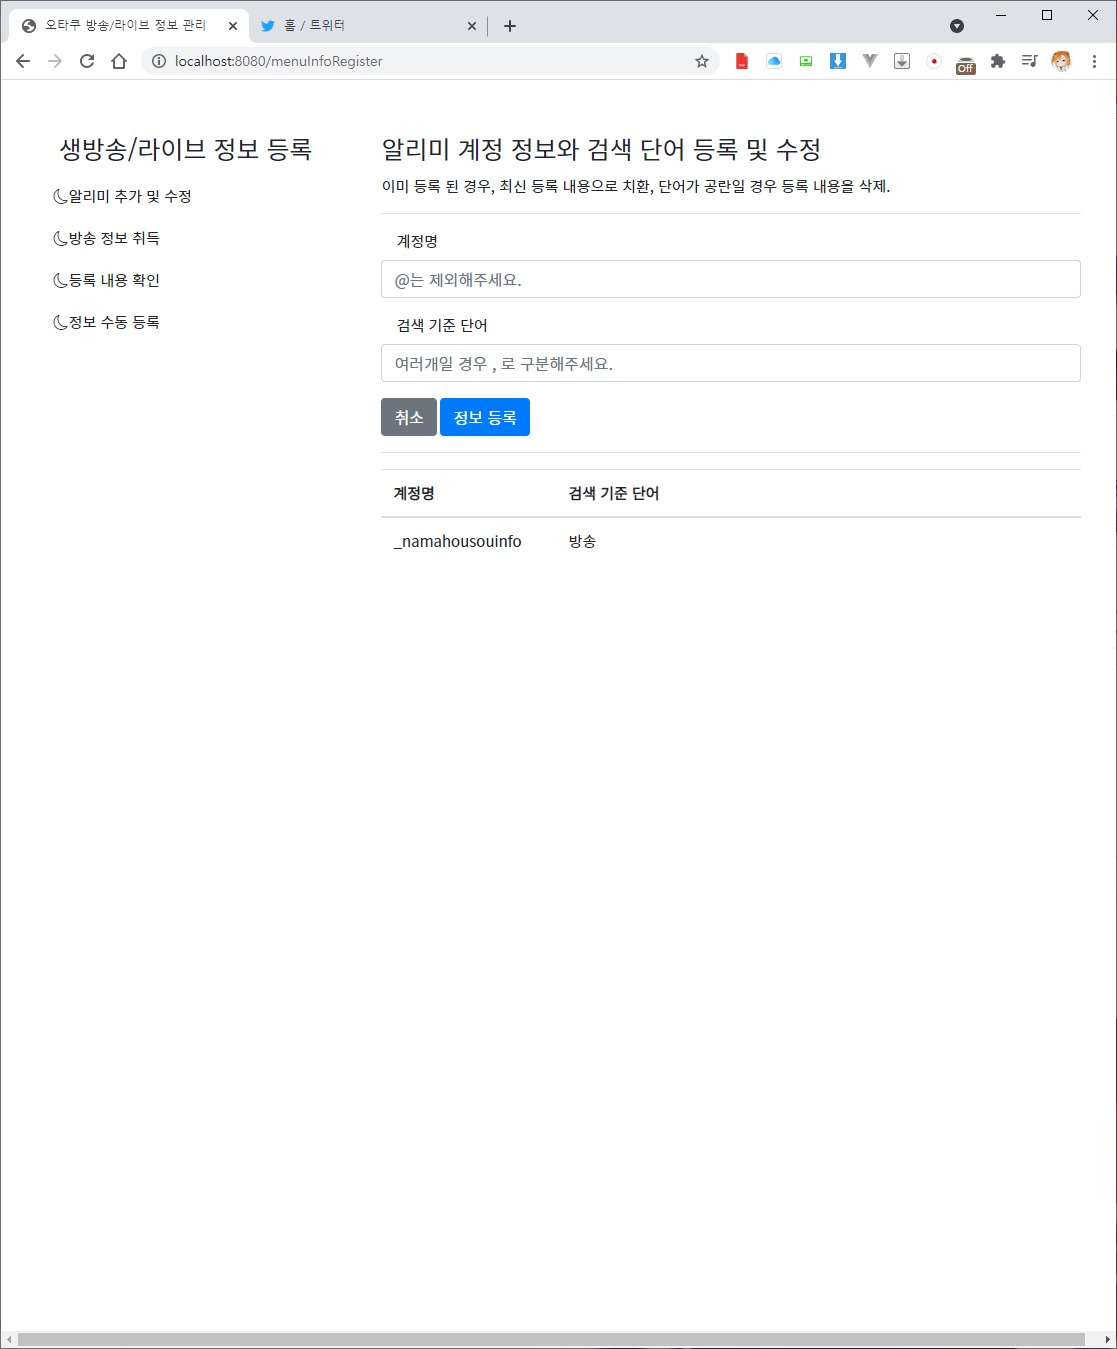 오타쿠 방송/라이브 정보 관리
홈 / 트위터
localhost:8080/menuInfoRegister
Off
생방송/라이브 정보 등록
알리미 추가 및 수정
방송 정보 취득
등록 내용 확인
정보 수동 등록
알리미 계정 정보와 검색 단어 등록 및 수정
이미 등록 된 경우, 최신 등록 내용으로 치환, 단어가 공란일 경우 등록 내용을 삭제.
계정명
@는 제외해주세요.
검색 기준 단어
여러개일 경우 , 로 구분해주세요.
취소 정보 등록
계정명 검색 기준 단어
_namahousouinfo 방송